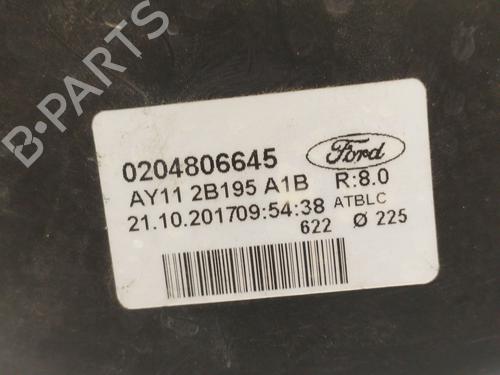 B-PARTS
0204806645
Ford
AY11 2B195 A1B
R:8.0
21.10.201709:54:38
ATBLC
622 Ø 225